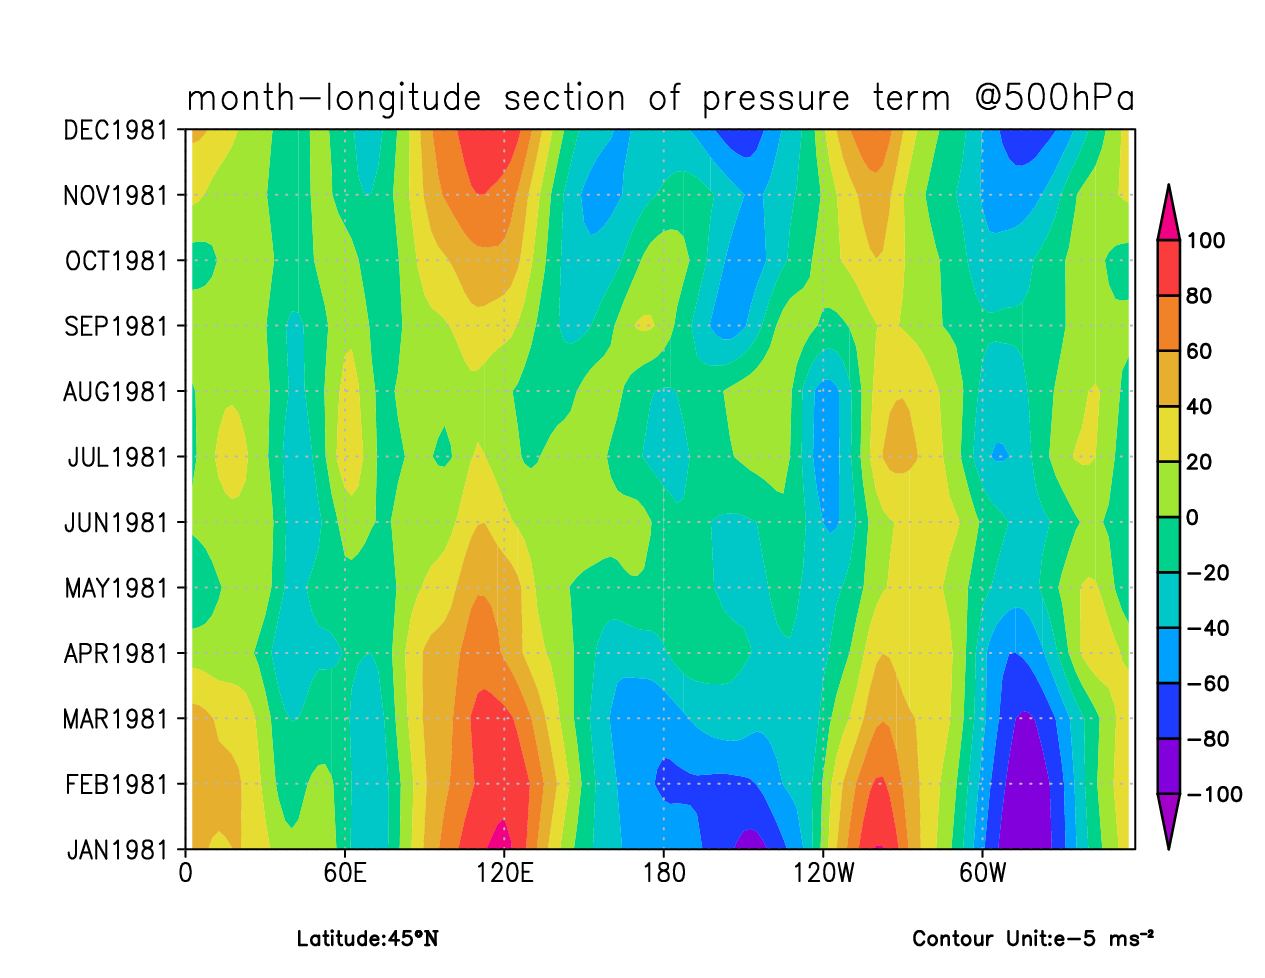 month-longitude section of pressure term @500hPa
DEC1981
NOV1981
OCT1981
SEP1981
AUG1981
JUL1981
JUN1981
MAY1981
APR1981
MAR1981
FEB1981
JAN1981
0 60E 120E 180 120W 60W
100
80
60
40
20
0
-20
-40
-60
-80
-100
Latitude:45°N Contour Unit:e-5 ms⁻²